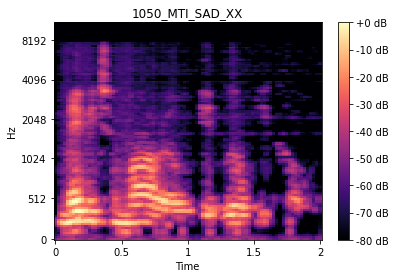 1050_MTI_SAD_XX
+0 dB
8192
-10 dB
4096
-20 dB
-30 dB
2048
-40 dB
Hz
1024
-50 dB
512
-60 dB
-70 dB
0
-80 dB
0 0.5 1 1.5 2
Time